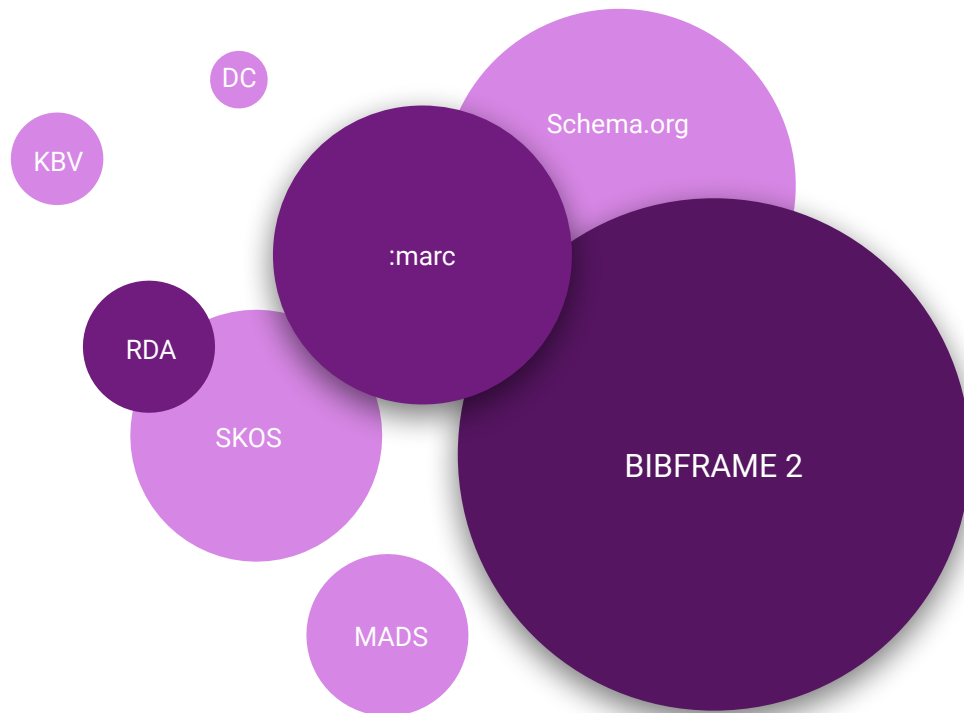 DC
Schema.org
KBV
:marc
RDA
SKOS
BIBFRAME 2
MADS